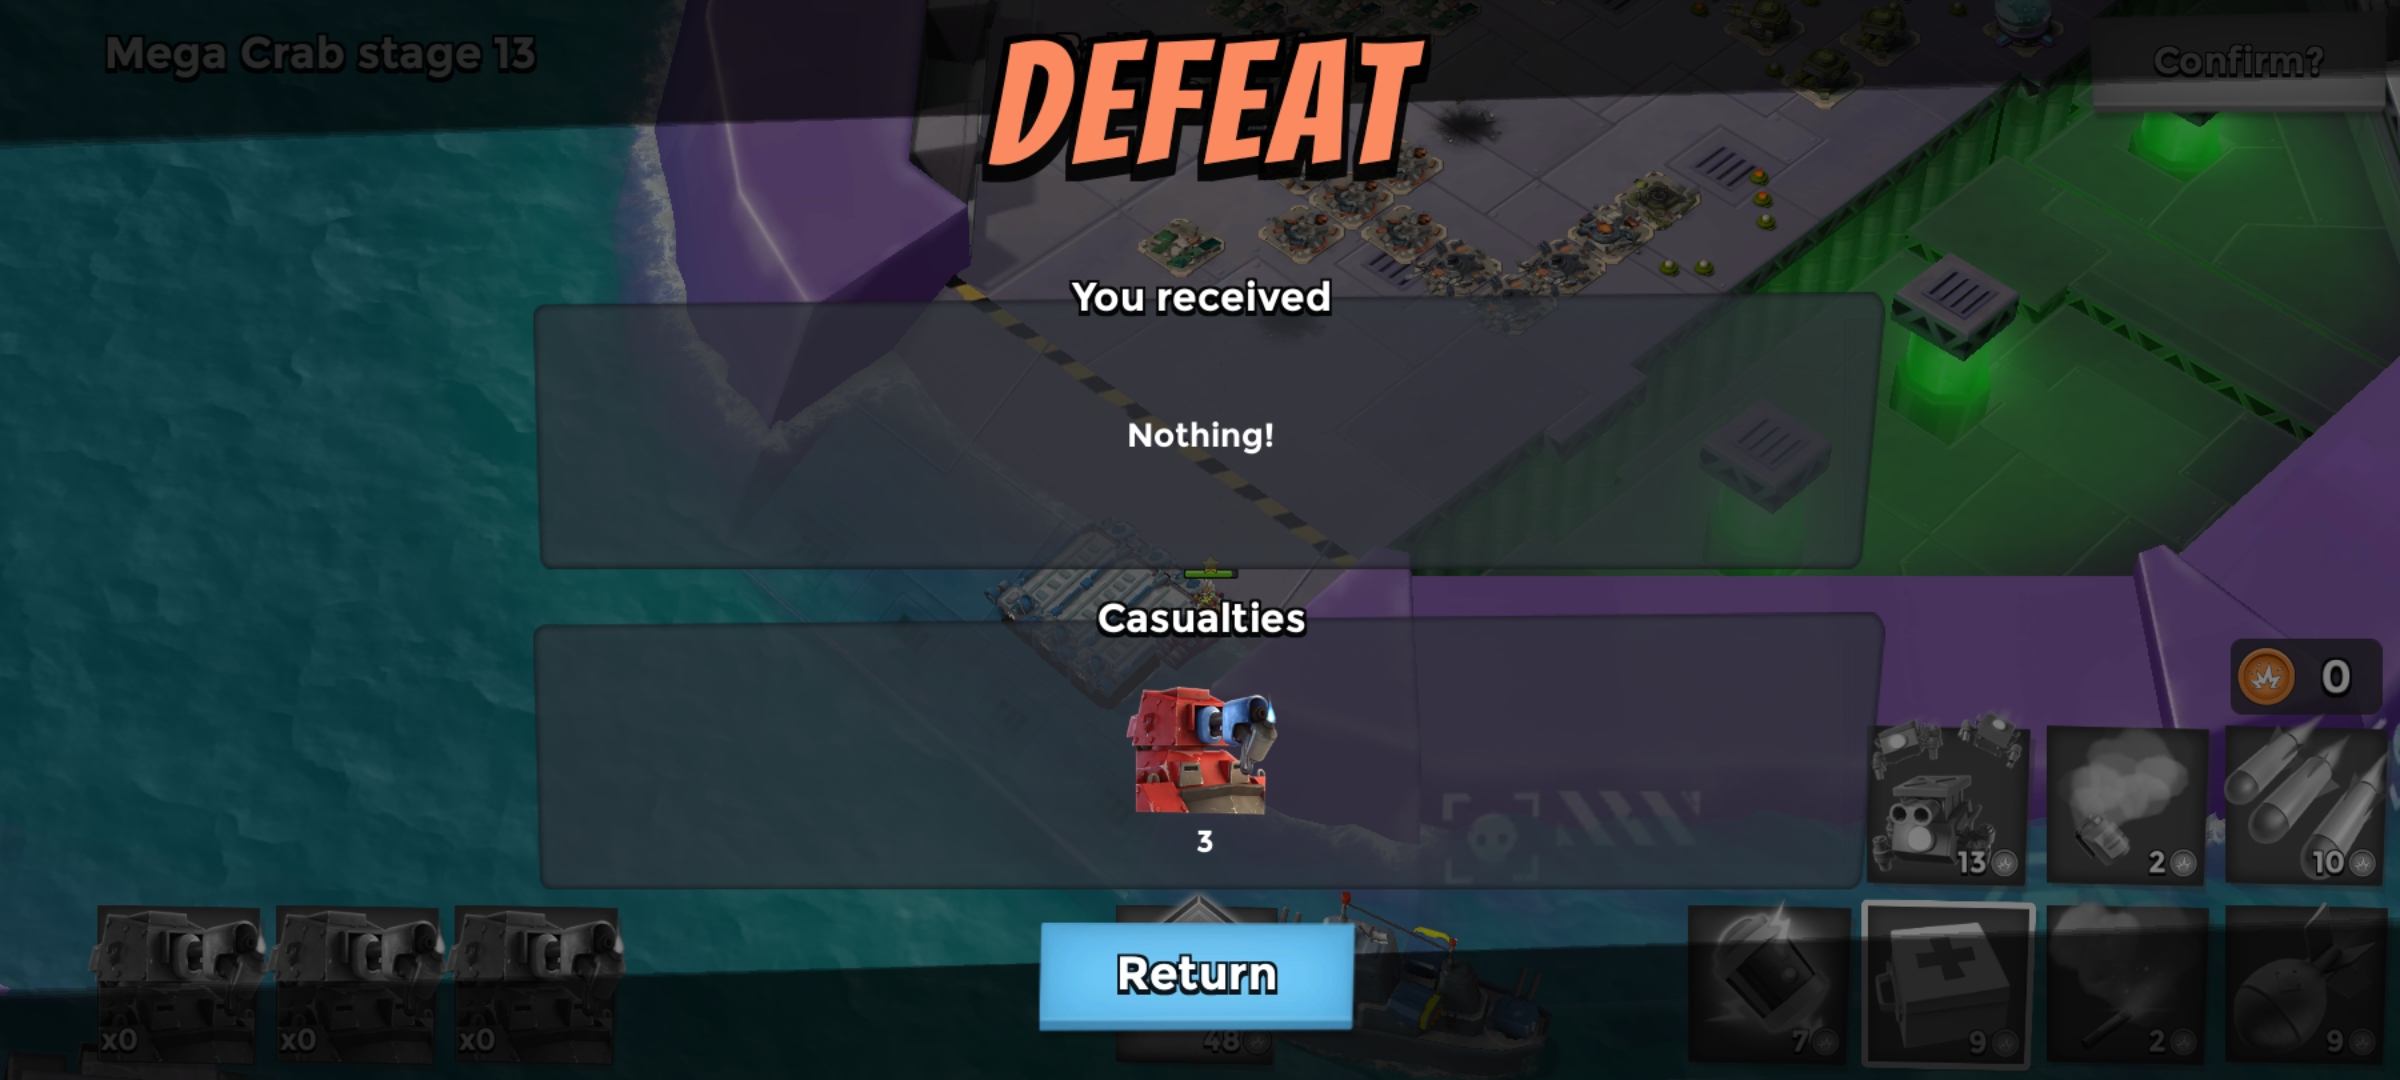 Mega Crab stage 13
DEFEAT
Confirm?
You received
Nothing!
Casualties
3
0
13
2
10
Return
x0
x0
x0
48
7
9
2
9